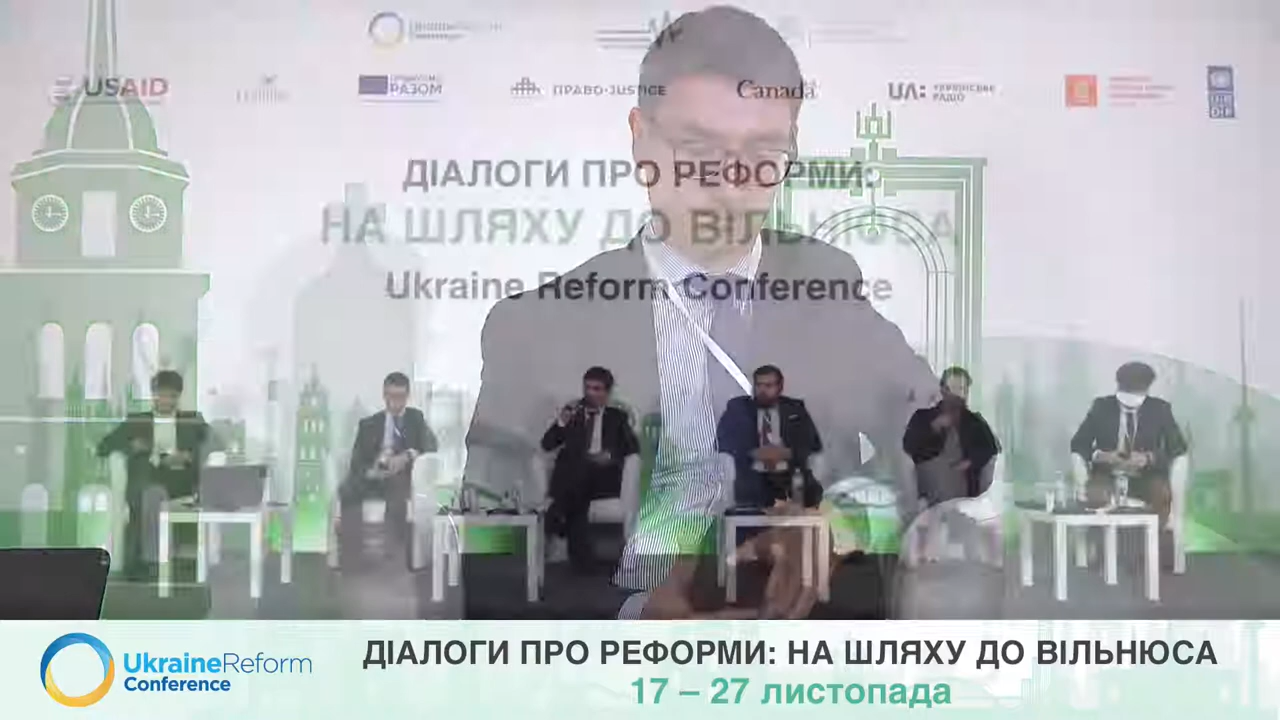 USAID
РАЗОМ
ПРАВО-JUSTICE
Canada
UA: УКРАЇНСЬКЕ РАДІО
ДІАЛОГИ ПРО РЕФОРМИ:
НА ШЛЯХУ ДО ВІЛЬНЮСА
Ukraine Reform Conference
UkraineReform
Conference
ДІАЛОГИ ПРО РЕФОРМИ: НА ШЛЯХУ ДО ВІЛЬНЮСА
17 – 27 листопада